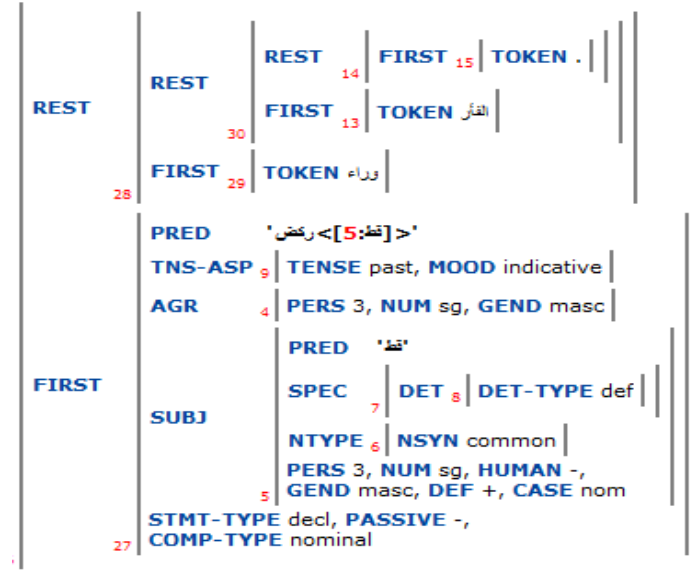 REST 14 FIRST 15 TOKEN .
REST 30
FIRST 13 TOKEN الفأر
REST 28
FIRST 29 TOKEN وراء
PRED '<[5:قط]>ركض'
TNS-ASP 9 TENSE past, MOOD indicative
AGR 4 PERS 3, NUM sg, GEND masc
PRED 'قط'
FIRST 27
SPEC 7 DET 8 DET-TYPE def
SUBJ 5
NTYPE 6 NSYN common
PERS 3, NUM sg, HUMAN -,
GEND masc, DEF +, CASE nom
STMT-TYPE decl, PASSIVE -,
COMP-TYPE nominal